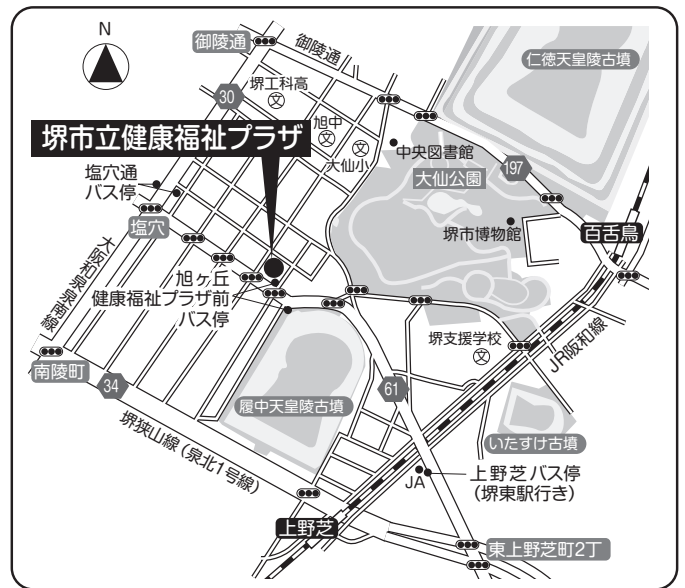 N
御陵通
御陵通
仁徳天皇陵古墳
堺工科高
文
30
旭中
文
文
大仙小
堺市立健康福祉プラザ
中央図書館
大仙公園
197
塩穴通
バス停
塩穴
堺市博物館
百舌鳥
大阪和泉泉南線
旭ヶ丘
健康福祉プラザ前
バス停
堺支援学校
文
JR阪和線
南陵町
34
61
履中天皇陵古墳
堺狭山線(泉北1号線)
いたすけ古墳
JA
上野芝バス停
(堺東駅行き)
上野芝
東上野芝町2丁